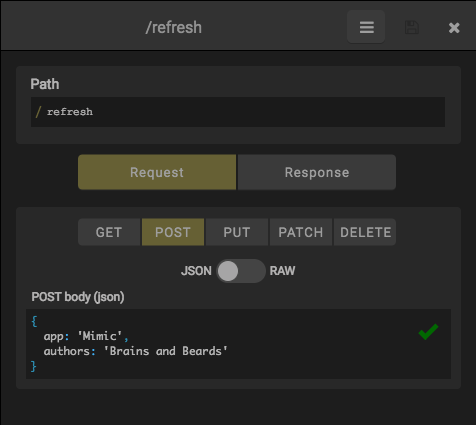 /refresh
Path
/ refresh
Request Response
GET POST PUT PATCH DELETE
JSON RAW
POST body (json)
{
app: 'Mimic',
authors: 'Brains and Beards'
}